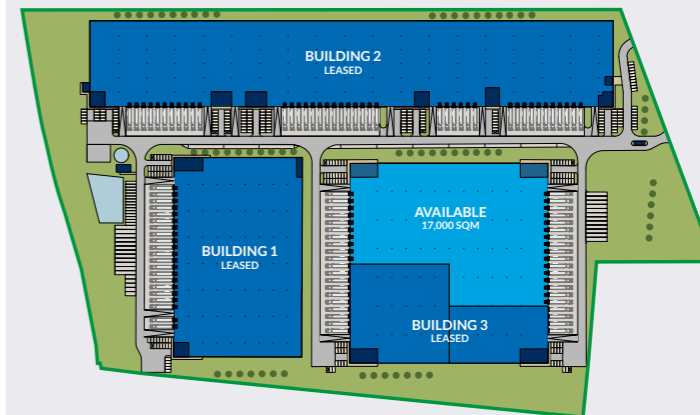 BUILDING 2
LEASED
AVAILABLE
17,000 SQM
BUILDING 1
LEASED
BUILDING 3
LEASED